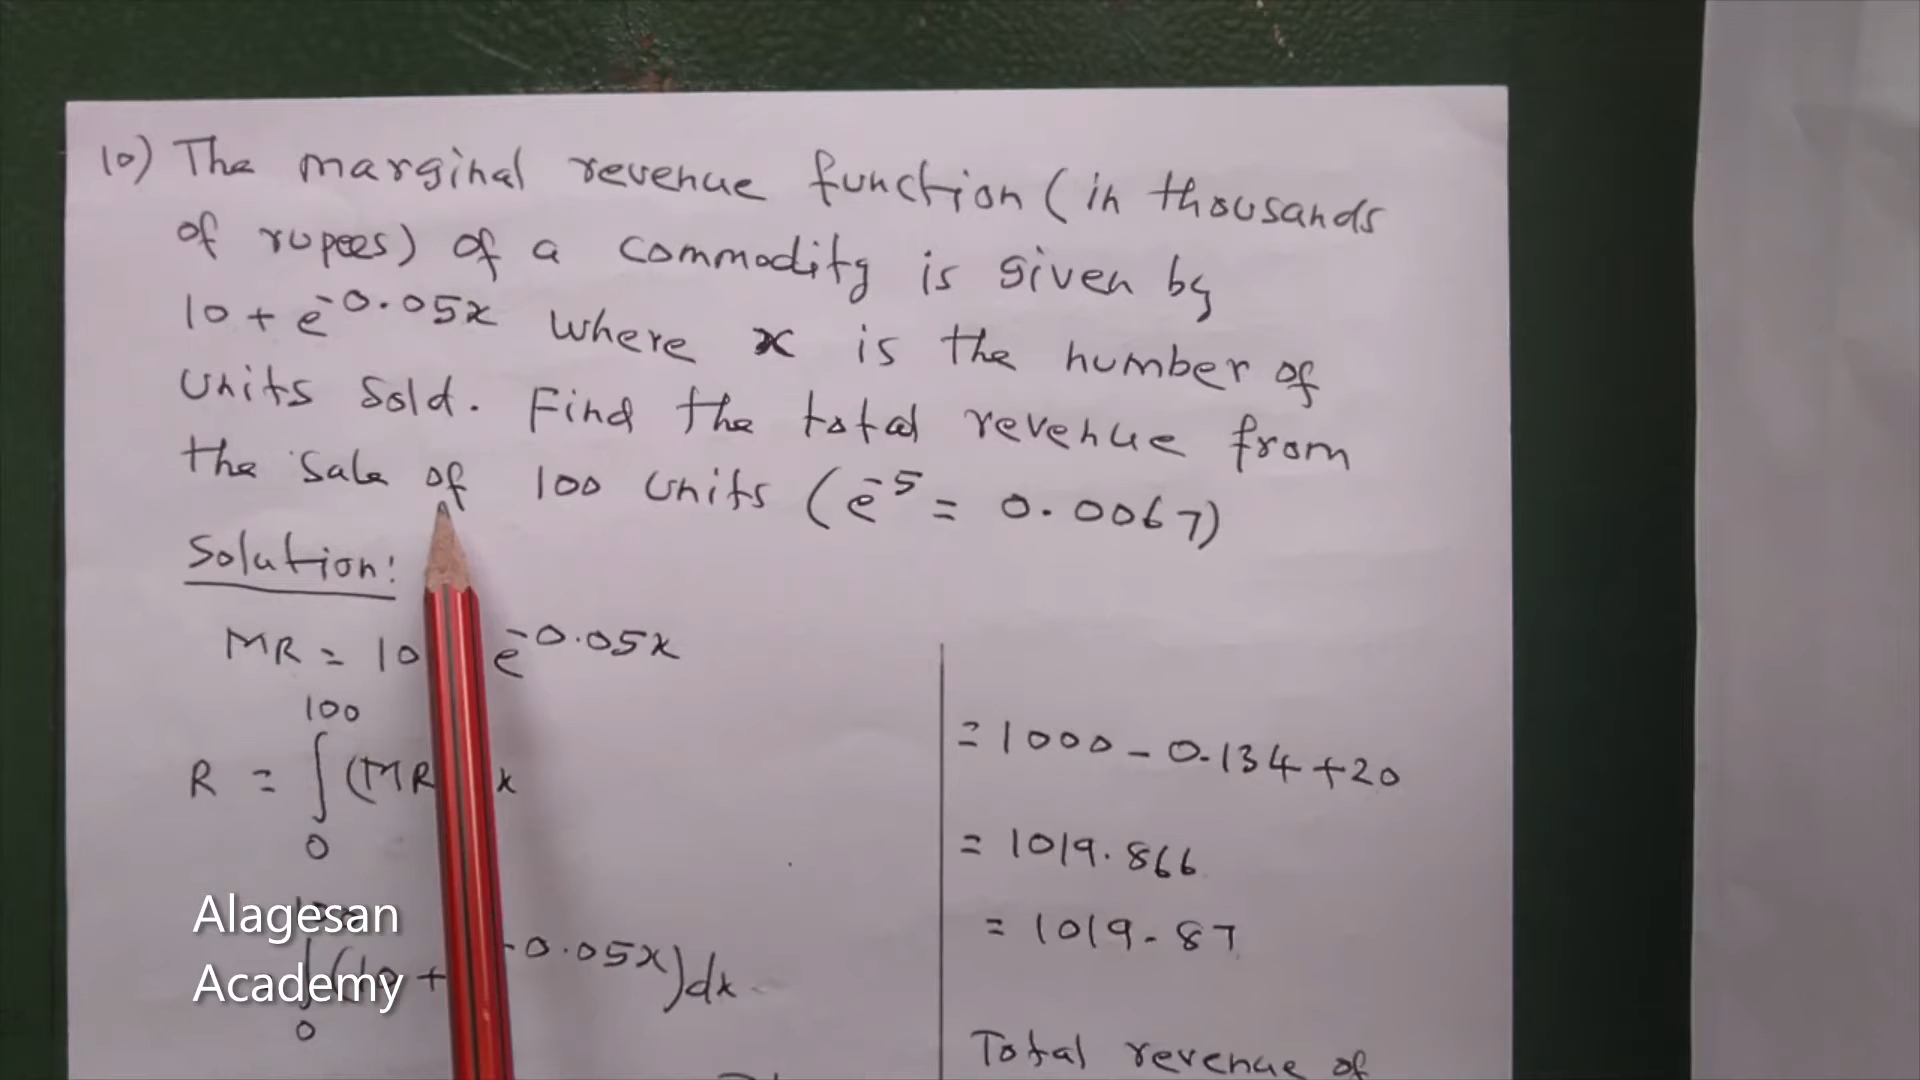 10) The marginal revenue function (in thousands
of rupees) of a commodity is given by
10 + e^-0.05x where x is the number of
units sold. Find the total revenue from
the sale of 100 units (e^-5 = 0.0067)
Solution:
MR = 10 e^-0.05x
100
R = ∫ (MR x
0
∫ (10 + -0.05x) dx
0
= 1000 - 0.134 + 20
= 1019.866
= 1019.87
Total revenue of
Alagesan
Academy